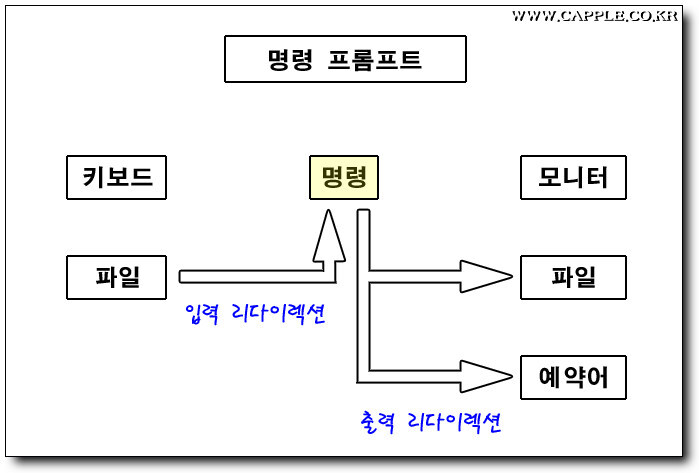 WWW.CAPPLE.CO.KR
명령 프롬프트
키보드
명령
모니터
파일
파일
입력 리다이렉션
예약어
출력 리다이렉션